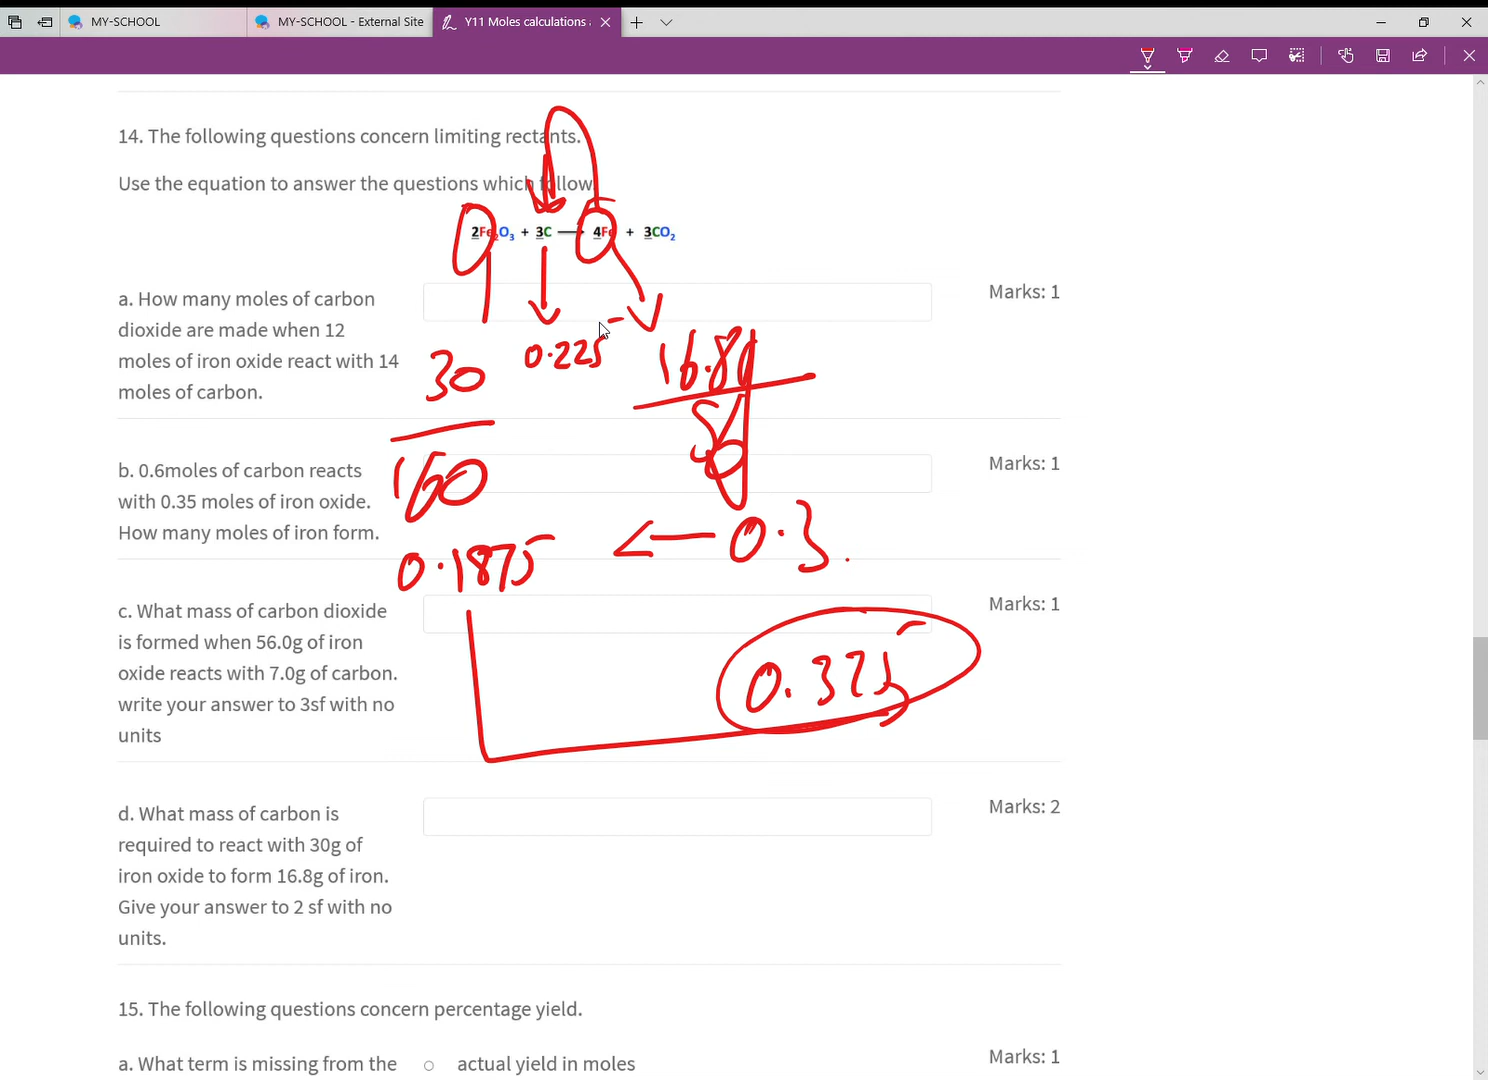 MY-SCHOOL
MY-SCHOOL - External Site
Y11 Moles calculations
14. The following questions concern limiting rectants.
Use the equation to answer the questions which follow
2Fe2O3 + 3C ⟶ 4Fe + 3CO2
a. How many moles of carbon
dioxide are made when 12
moles of iron oxide react with 14
moles of carbon.
Marks: 1
30
160
0.1875
0.225
16.8
56
0.3
0.375
b. 0.6moles of carbon reacts
with 0.35 moles of iron oxide.
How many moles of iron form.
Marks: 1
c. What mass of carbon dioxide
is formed when 56.0g of iron
oxide reacts with 7.0g of carbon.
write your answer to 3sf with no
units
Marks: 1
d. What mass of carbon is
required to react with 30g of
iron oxide to form 16.8g of iron.
Give your answer to 2 sf with no
units.
Marks: 2
15. The following questions concern percentage yield.
a. What term is missing from the
actual yield in moles
Marks: 1